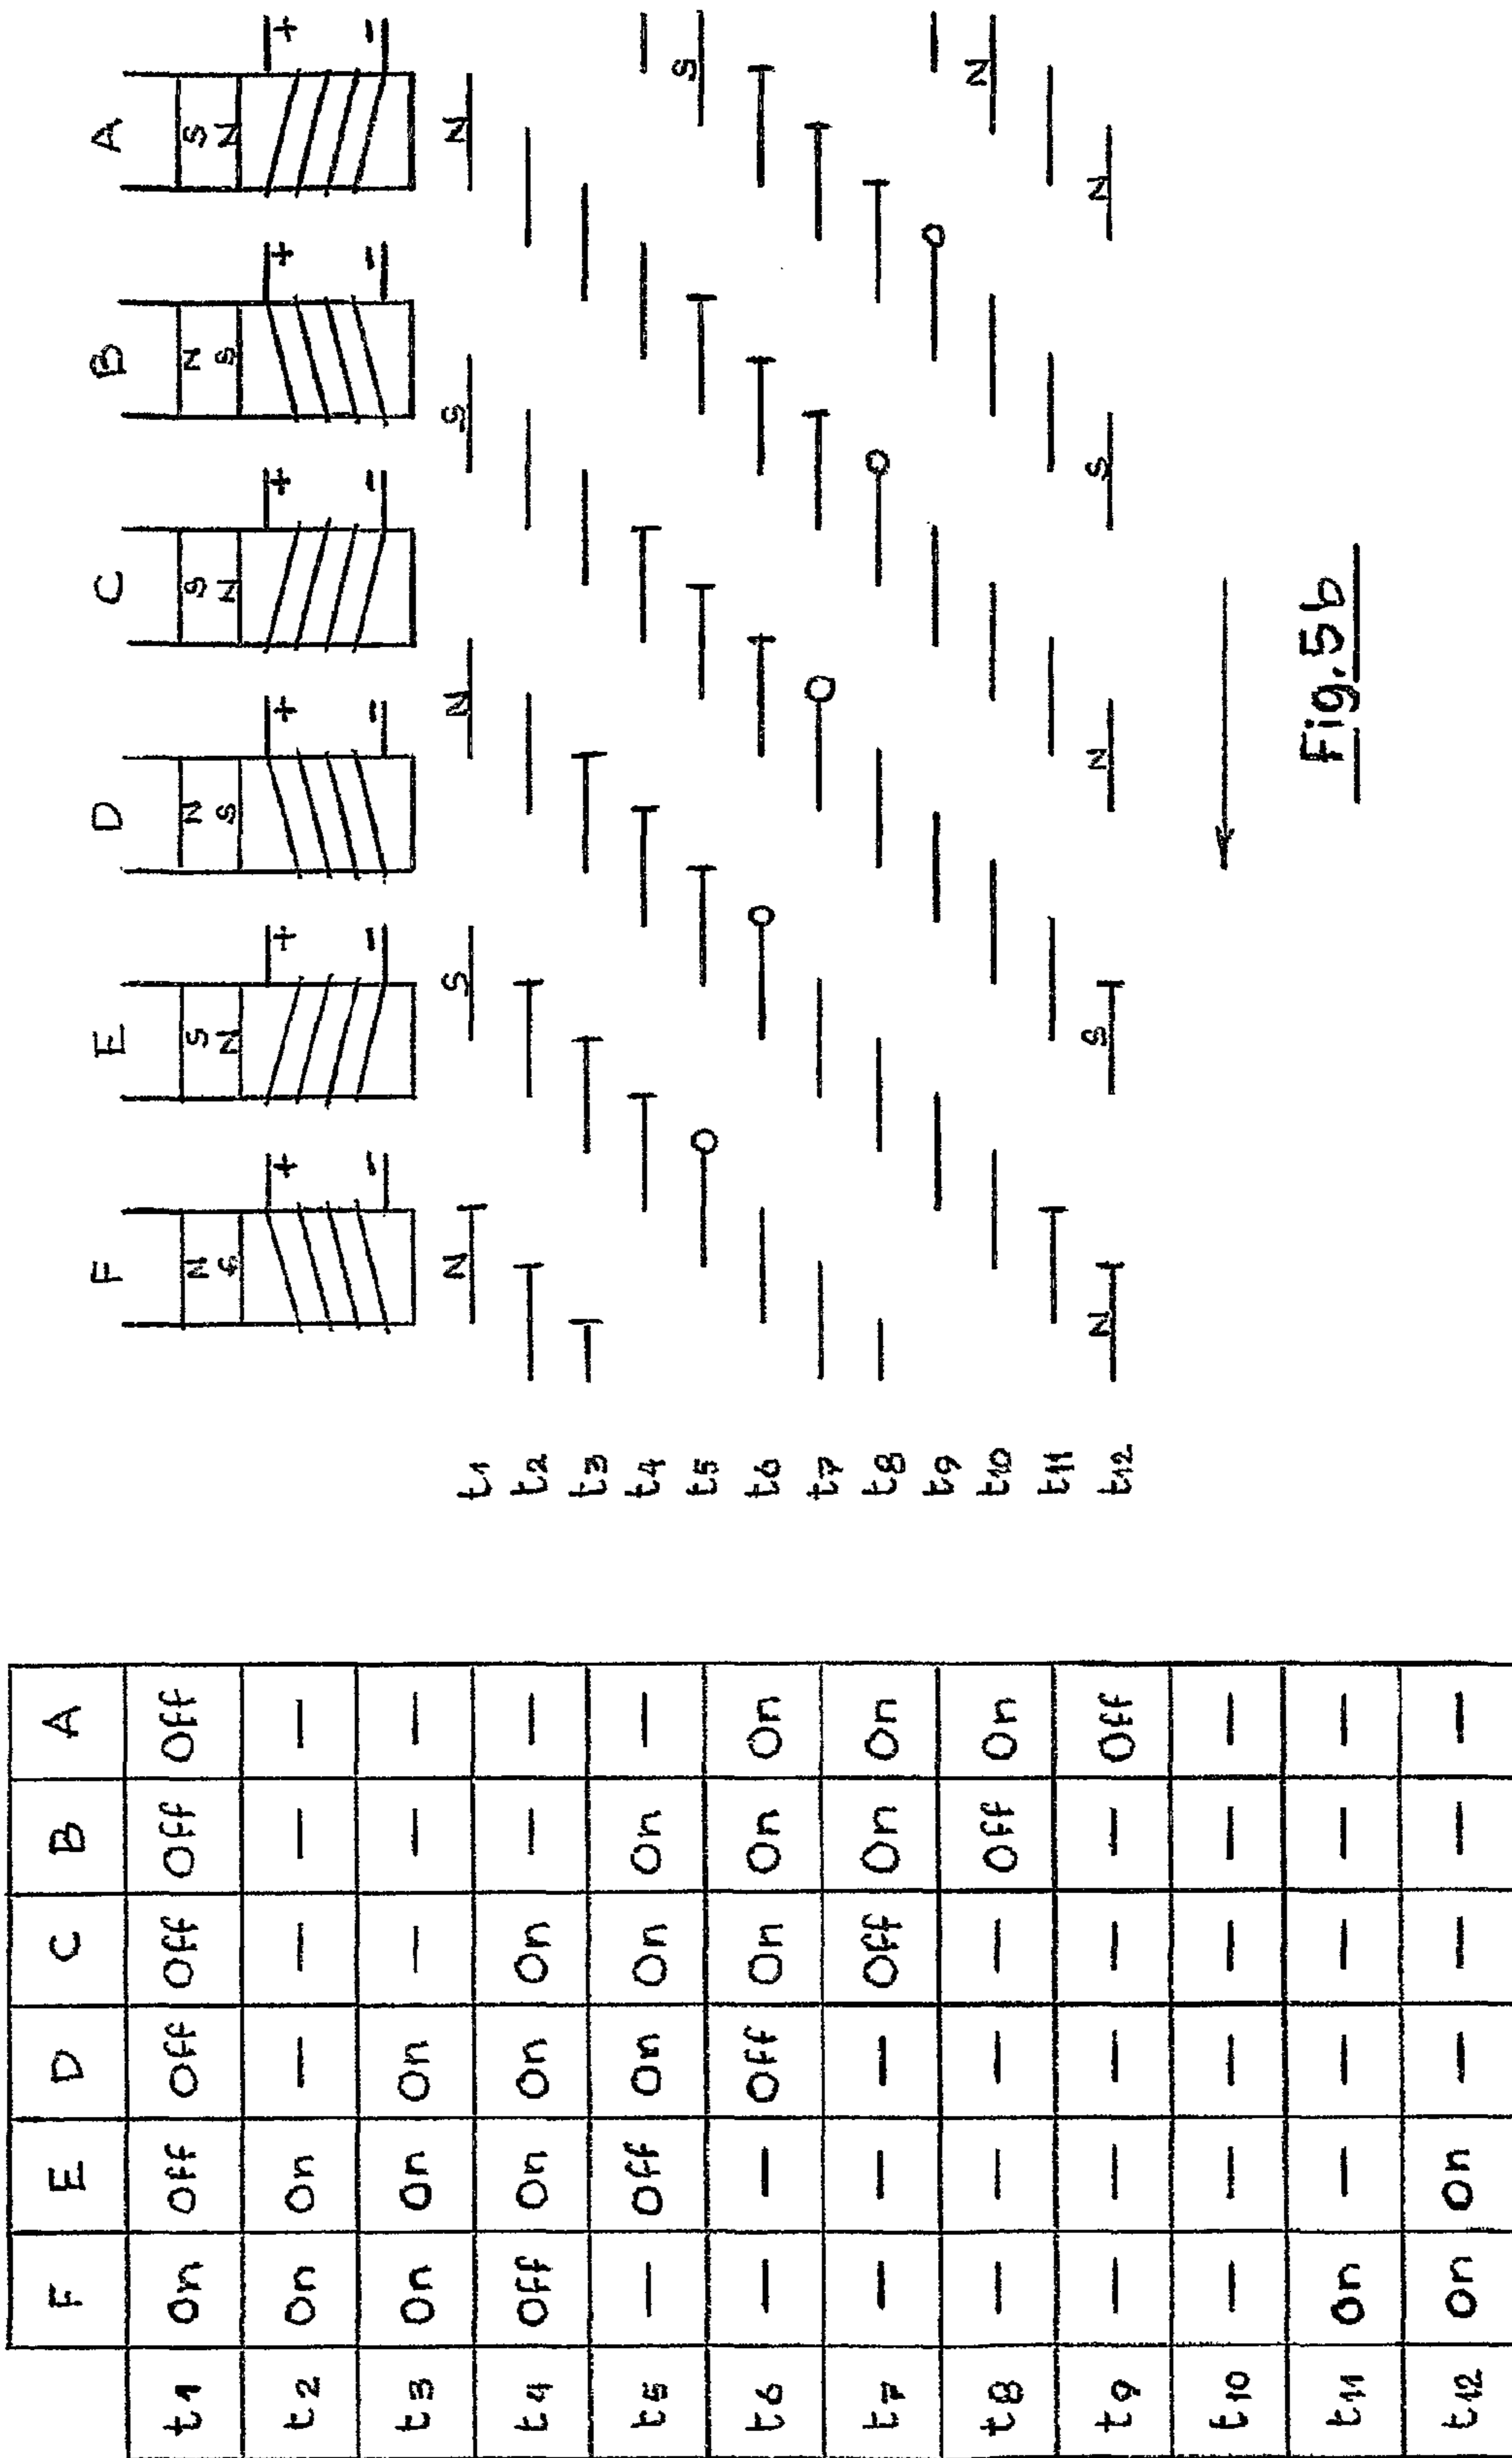 F E D C B A
t1 On Off Off Off Off Off
t2 On On — — — —
t3 On On On — — —
t4 Off On On On — —
t5 — Off On On On —
t6 — — Off On On On
t7 — — — Off On On
t8 — — — — Off On
t9 — — — — — Off
t10 — — — — — —
t11 On — — — — —
t12 On On — — — —
F E D C B A
N S N S N S
N S N S N
+ + + + + +
- - - - - -
t1 N S N S N
t2
t3
t4
t5 S
t6
t7
t8
t9
t10 N
t11
t12 N S N S N
Fig. 5b